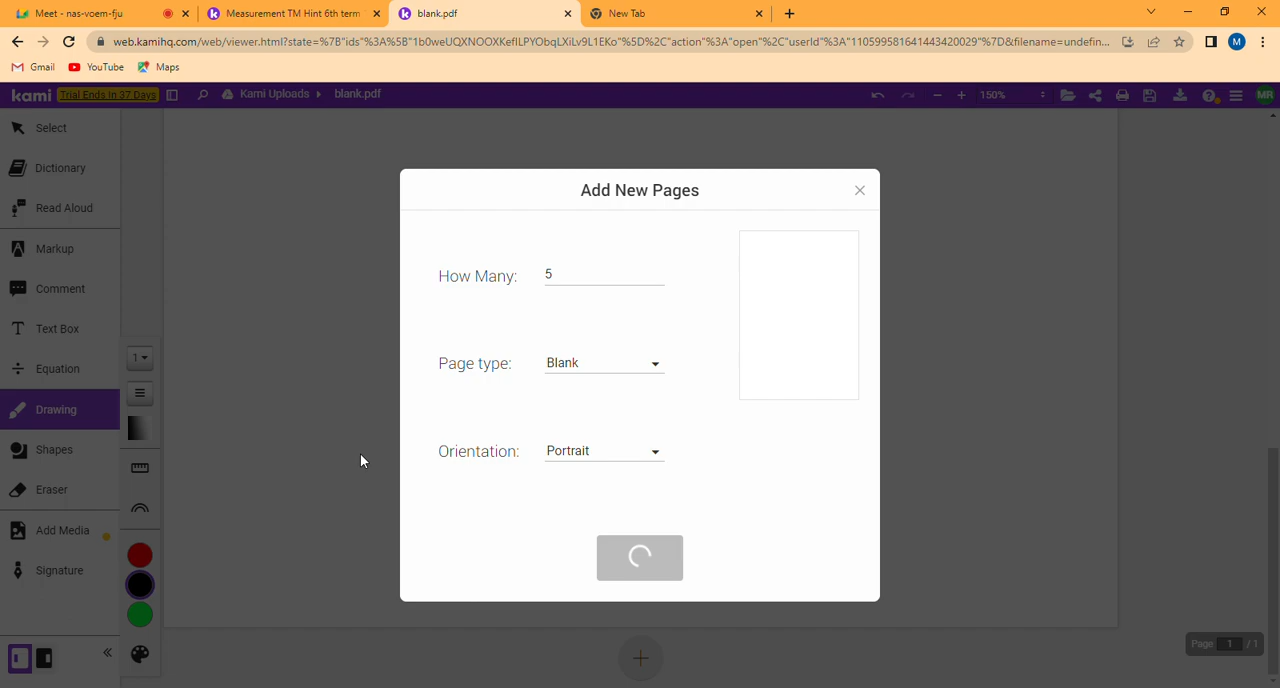 Meet - nas-voem-fju
Measurement TM Hint 6th term
blank.pdf
New Tab
web.kamihq.com/web/viewer.html?state=%7B"ids"%3A%5B"1b0weUQXNOOXKefILPYObqLXiLv9L1EKo"%5D%2C"action"%3A"open"%2C"userId"%3A"110599581641443420029"%7D&filename=undefin...
M
Gmail
YouTube
Maps
kami
Trial Ends In 37 Days
Kami Uploads
blank.pdf
150%
MR
Select
Dictionary
Read Aloud
Markup
Comment
Text Box
Equation
Drawing
Shapes
Eraser
Add Media
Signature
1
Add New Pages
How Many: 5
Page type: Blank
Orientation: Portrait
Page 1 / 1